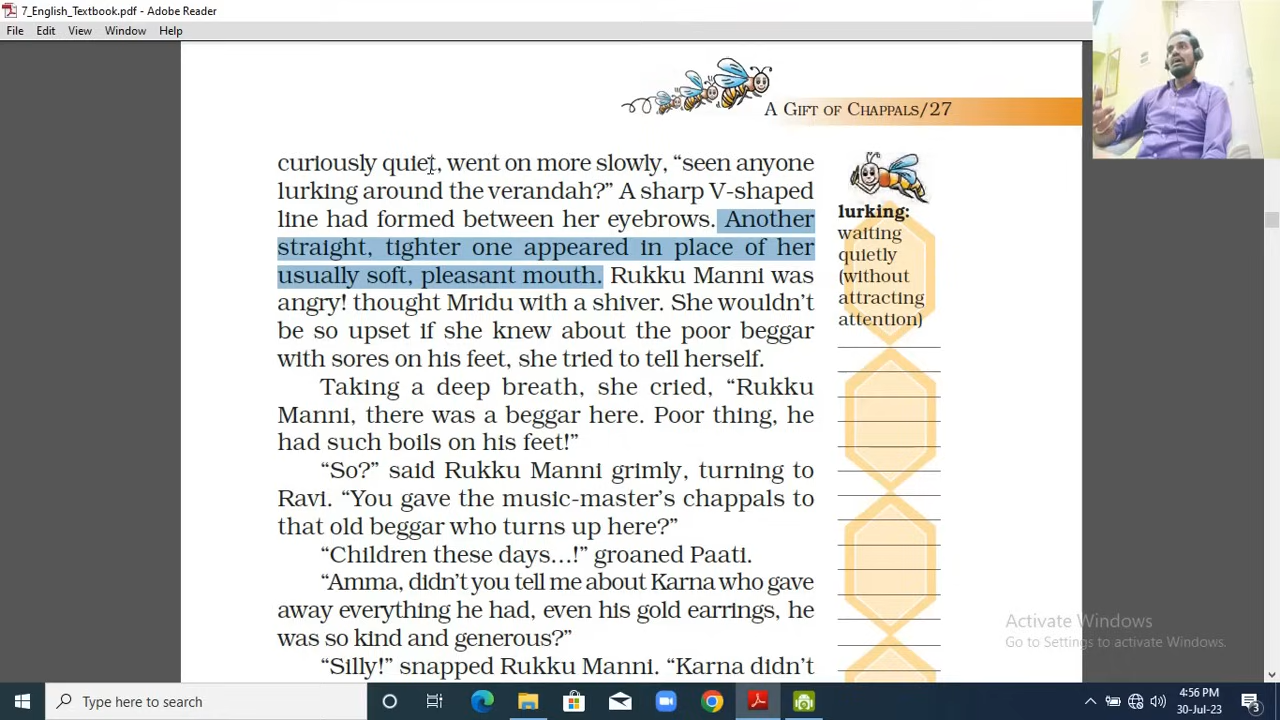 7_English_Textbook.pdf - Adobe Reader
File Edit View Window Help
A GIFT OF CHAPPALS/27
curiously quiet, went on more slowly, “seen anyone
lurking around the verandah?” A sharp V-shaped
line had formed between her eyebrows. Another
straight, tighter one appeared in place of her
usually soft, pleasant mouth. Rukku Manni was
angry! thought Mridu with a shiver. She wouldn’t
be so upset if she knew about the poor beggar
with sores on his feet, she tried to tell herself.
Taking a deep breath, she cried, “Rukku
Manni, there was a beggar here. Poor thing, he
had such boils on his feet!”
“So?” said Rukku Manni grimly, turning to
Ravi. “You gave the music-master’s chappals to
that old beggar who turns up here?”
“Children these days...!” groaned Paati.
“Amma, didn’t you tell me about Karna who gave
away everything he had, even his gold earrings, he
was so kind and generous?”
“Silly!” snapped Rukku Manni. “Karna didn’t
lurking:
waiting
quietly
(without
attracting
attention)
Activate Windows
Go to Settings to activate Windows.
Type here to search
4:56 PM
30-Jul-23
3